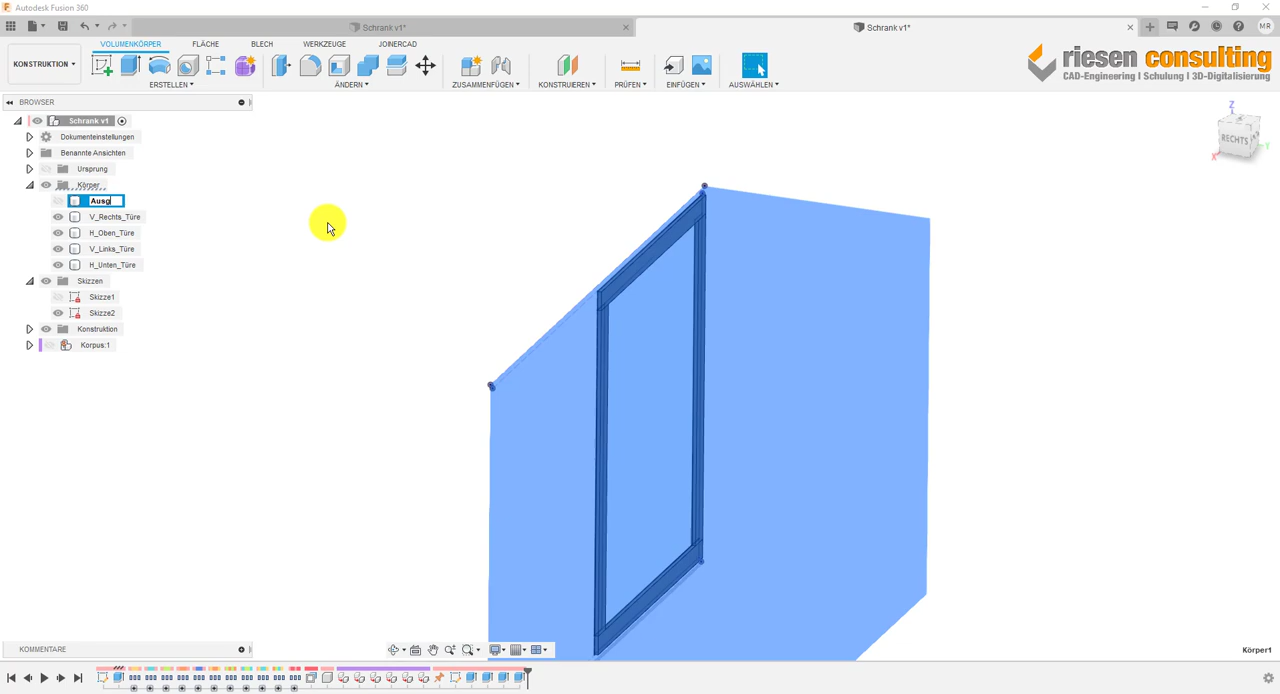 Autodesk Fusion 360
Schrank v1*
Schrank v1*
MR
VOLUMENKÖRPER FLÄCHE BLECH WERKZEUGE JOINERCAD
KONSTRUKTION
ERSTELLEN ÄNDERN ZUSAMMENFÜGEN KONSTRUIEREN PRÜFEN EINFÜGEN AUSWÄHLEN
riesen consulting
CAD-Engineering | Schulung | 3D-Digitalisierung
BROWSER
Schrank v1
Dokumenteinstellungen
Benannte Ansichten
Ursprung
Körper
Ausg
V_Rechts_Türe
H_Oben_Türe
V_Links_Türe
H_Unten_Türe
Skizzen
Skizze1
Skizze2
Konstruktion
Korpus:1
Z
RECHTS
Y
X
KOMMENTARE
Körper1